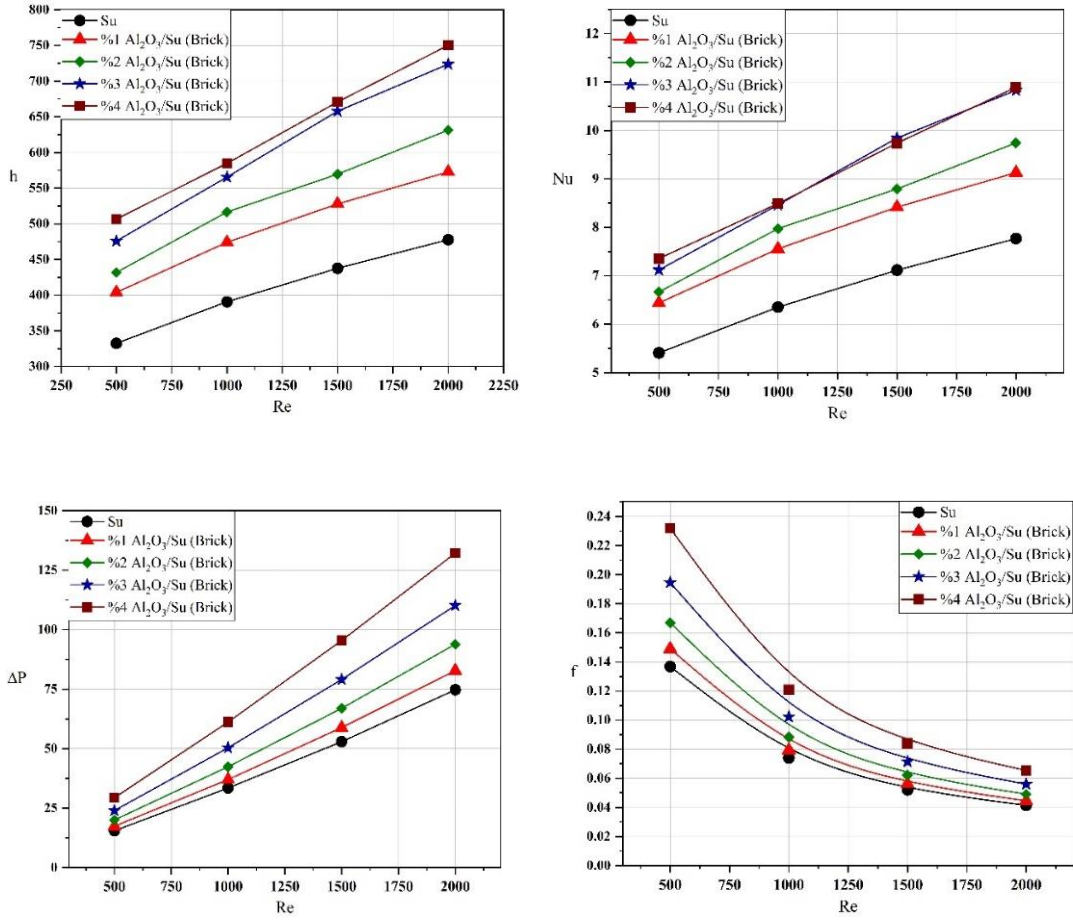 800
750
700
650
600
550
500
450
400
350
300
h
Su
%1 Al₂O₃/Su (Brick)
%2 Al₂O₃/Su (Brick)
%3 Al₂O₃/Su (Brick)
%4 Al₂O₃/Su (Brick)
250 500 750 1000 1250 1500 1750 2000 2250
Re
12
11
10
9
8
7
6
5
Nu
Su
%1 Al₂O₃/Su (Brick)
%2 Al₂O₃/Su (Brick)
%3 Al₂O₃/Su (Brick)
%4 Al₂O₃/Su (Brick)
500 750 1000 1250 1500 1750 2000
Re
150
125
100
75
50
25
0
ΔP
Su
%1 Al₂O₃/Su (Brick)
%2 Al₂O₃/Su (Brick)
%3 Al₂O₃/Su (Brick)
%4 Al₂O₃/Su (Brick)
500 750 1000 1250 1500 1750 2000
Re
0.24
0.22
0.20
0.18
0.16
0.14
0.12
0.10
0.08
0.06
0.04
0.02
0.00
f
Su
%1 Al₂O₃/Su (Brick)
%2 Al₂O₃/Su (Brick)
%3 Al₂O₃/Su (Brick)
%4 Al₂O₃/Su (Brick)
500 750 1000 1250 1500 1750 2000
Re